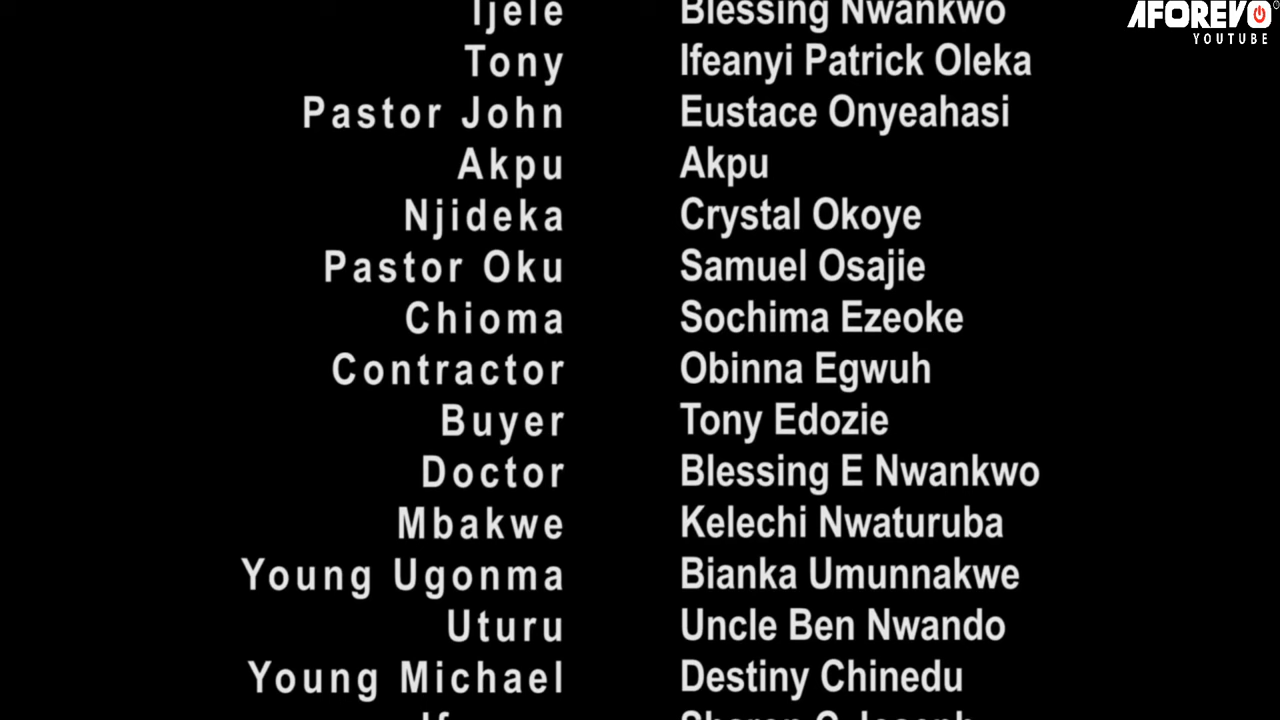 AFOREVO
YOUTUBE
Ijele Blessing Nwankwo
Tony Ifeanyi Patrick Oleka
Pastor John Eustace Onyeahasi
Akpu Akpu
Njideka Crystal Okoye
Pastor Oku Samuel Osajie
Chioma Sochima Ezeoke
Contractor Obinna Egwuh
Buyer Tony Edozie
Doctor Blessing E Nwankwo
Mbakwe Kelechi Nwaturuba
Young Ugonma Bianka Umunnakwe
Uturu Uncle Ben Nwando
Young Michael Destiny Chinedu